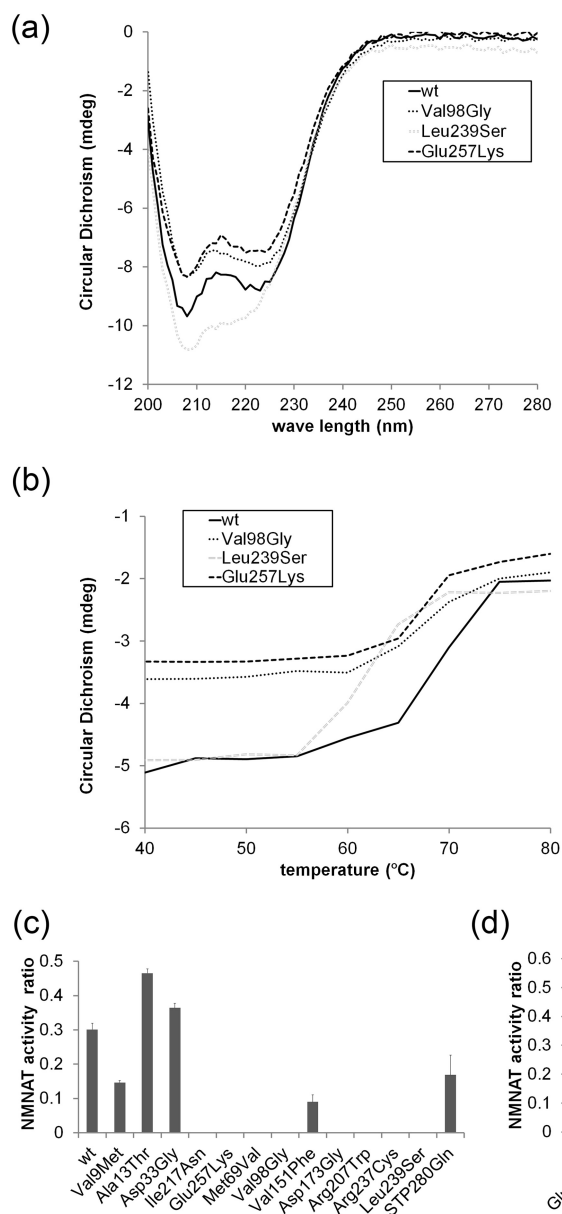 (a)
0
-2
-4
-6
-8
-10
-12
Circular Dichroism (mdeg)
wt
Val98Gly
Leu239Ser
Glu257Lys
200 210 220 230 240 250 260 270 280
wave length (nm)
(b)
-1
-2
-3
-4
-5
-6
Circular Dichroism (mdeg)
wt
Val98Gly
Leu239Ser
Glu257Lys
40 50 60 70 80
temperature (°C)
(c)
0.5
0.4
0.3
0.2
0.1
0
NMNAT activity ratio
wt
Val9Met
Ala13Thr
Asp33Gly
Ile217Asn
Glu257Lys
Met69Val
Val98Gly
Val151Phe
Asp173Gly
Arg207Trp
Arg237Cys
Leu239Ser
STP280Gln
(d)
0.6
0.5
0.4
0.3
0.2
0.1
0
NMNAT activity ratio